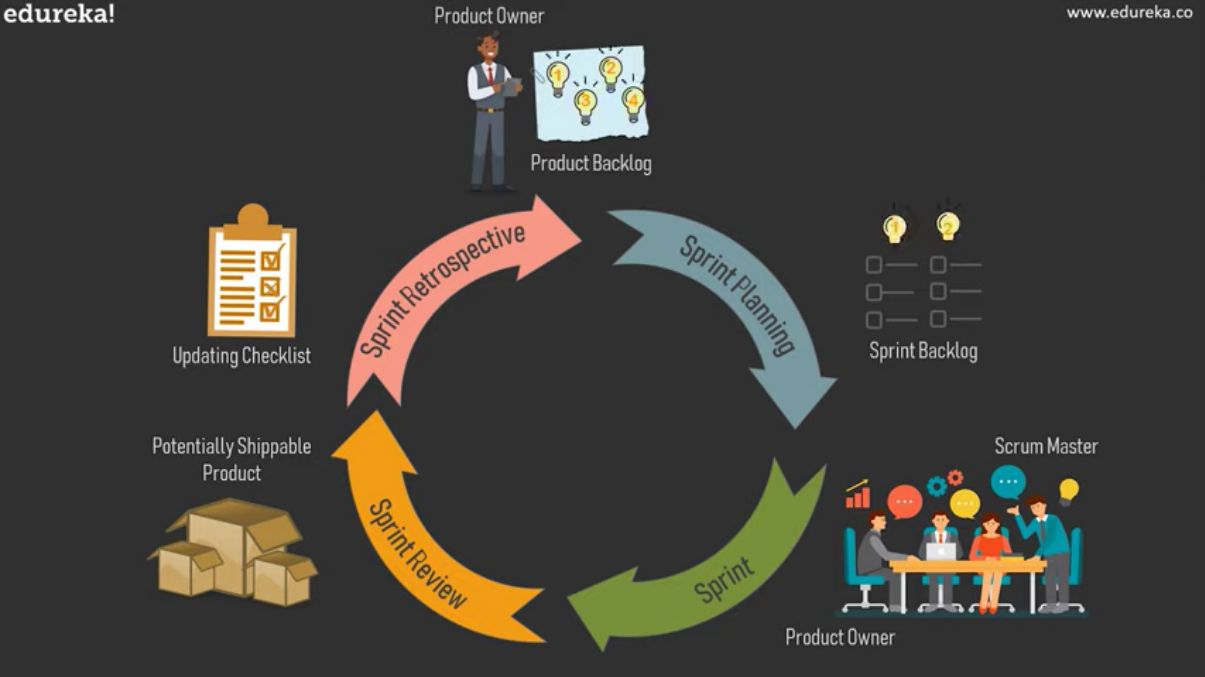 edureka!
www.edureka.co
Product Owner
1
2
3
4
Product Backlog
Sprint Retrospective
Sprint Planning
1
2
Sprint Backlog
Updating Checklist
Potentially Shippable
Product
Scrum Master
Sprint Review
Sprint
Product Owner